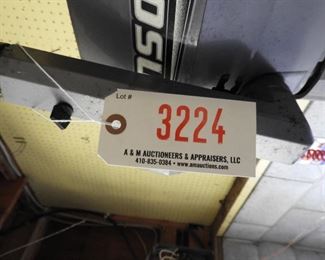 Lot #
3224
A & M AUCTIONEERS & APPRAISERS, LLC
410-835-0384 • www.amauctions.com